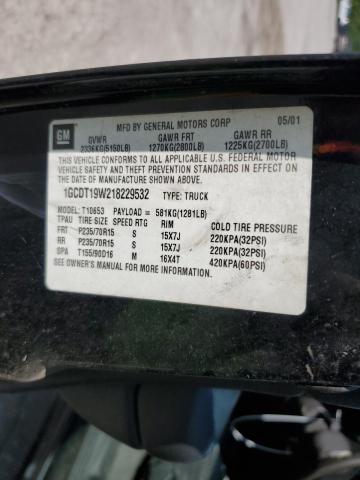 GM
MFD BY GENERAL MOTORS CORP 05/01
GVWR GAWR FRT GAWR RR
2336KG(5150LB) 1270KG(2800LB) 1225KG(2700LB)
THIS VEHICLE CONFORMS TO ALL APPLICABLE U.S. FEDERAL MOTOR
VEHICLE SAFETY AND THEFT PREVENTION STANDARDS IN EFFECT ON THE
DATE OF MANUFACTURE SHOWN ABOVE.
1GCDT19W218229532 TYPE: TRUCK
MODEL: T10653 PAYLOAD = 581KG(1281LB)
TPAU TIRE SIZE SPEED RTG RIM COLD TIRE PRESSURE
FRT P235/70R15 S 15X7J 220KPA(32PSI)
RR P235/70R15 S 15X7J 220KPA(32PSI)
SPA T155/90D16 M 16X4T 420KPA(60PSI)
SEE OWNER'S MANUAL FOR MORE INFORMATION.